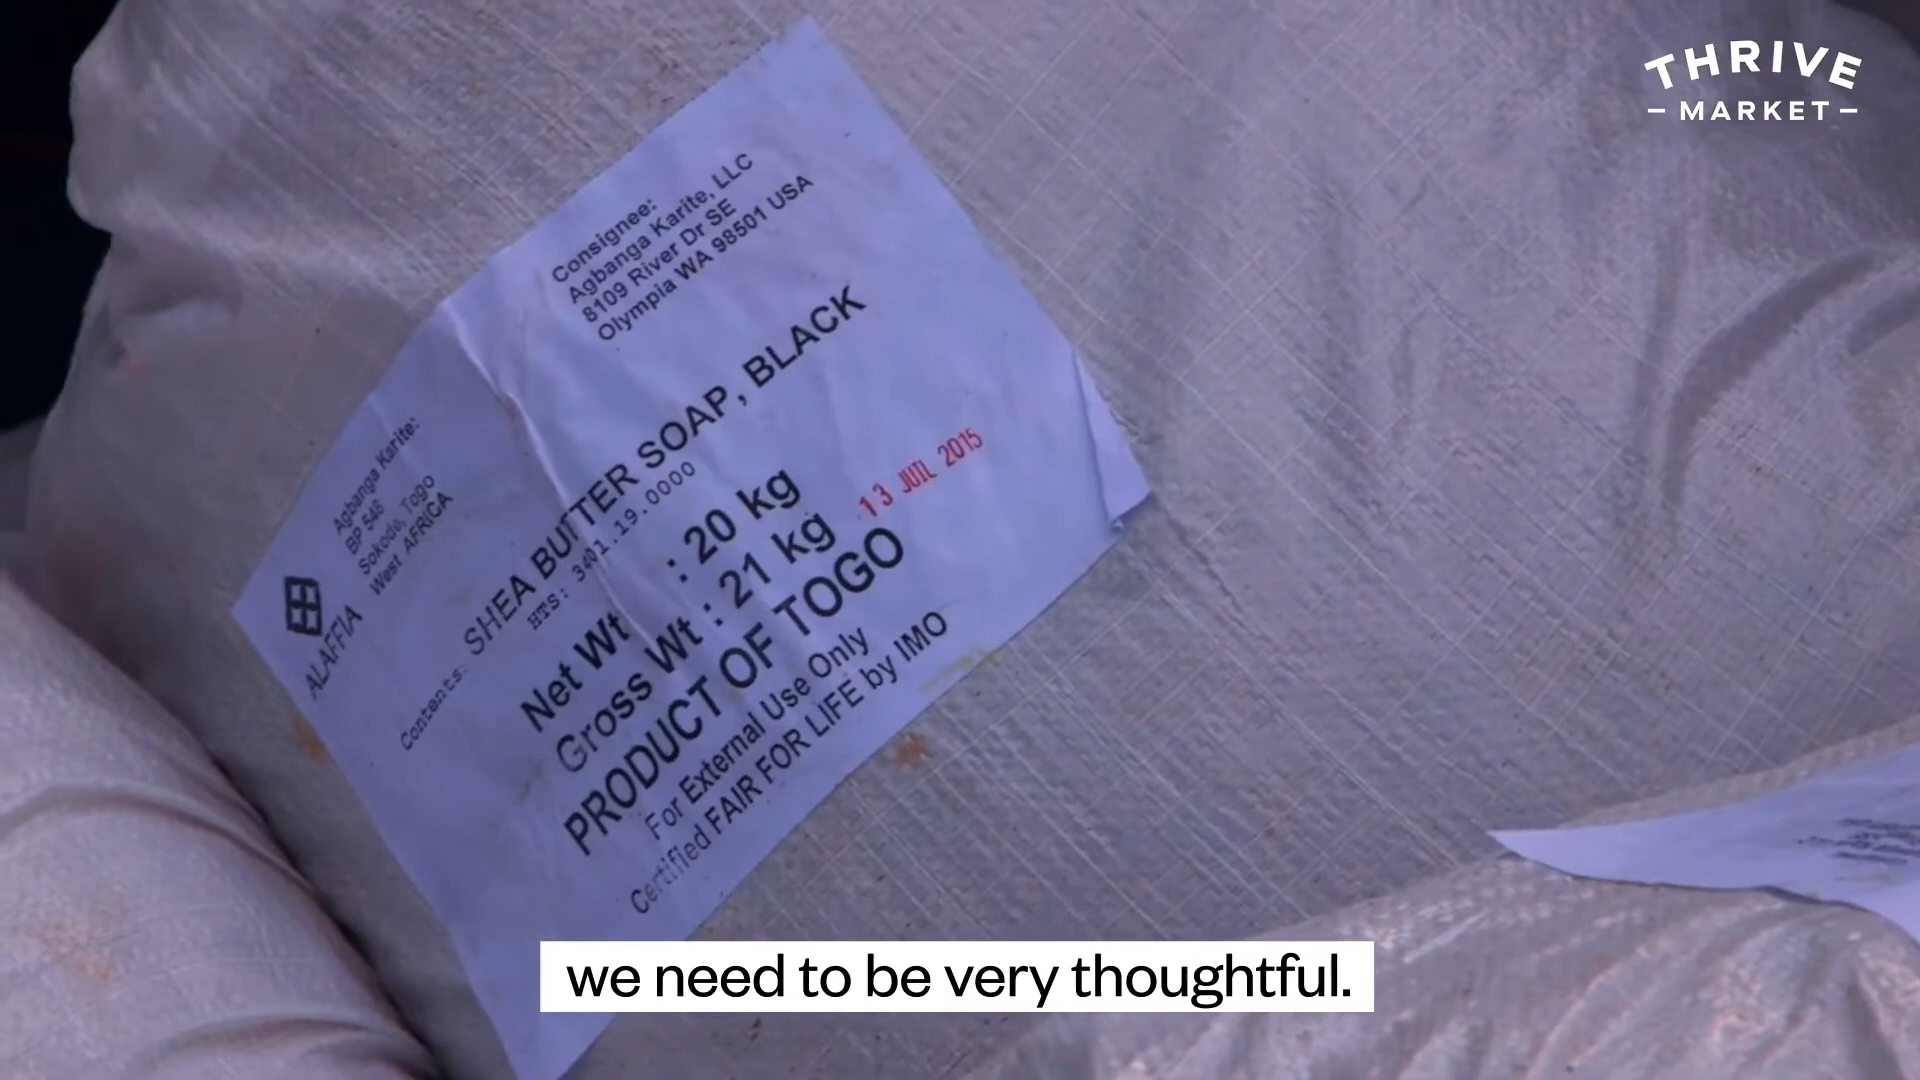 THRIVE
MARKET
Consignee:
Agbanga Karite, LLC
8109 River Dr SE
Olympia WA 98501 USA
Agbanga Karite:
BP 548
Sokode, Togo
West AFRICA
ALAFFIA
Contents: SHEA BUTTER SOAP, BLACK
HTS: 3401.19.0000
Net Wt : 20 kg
Gross Wt : 21 kg
13 JUIL 2015
PRODUCT OF TOGO
For External Use Only
Certified FAIR FOR LIFE by IMO
we need to be very thoughtful.